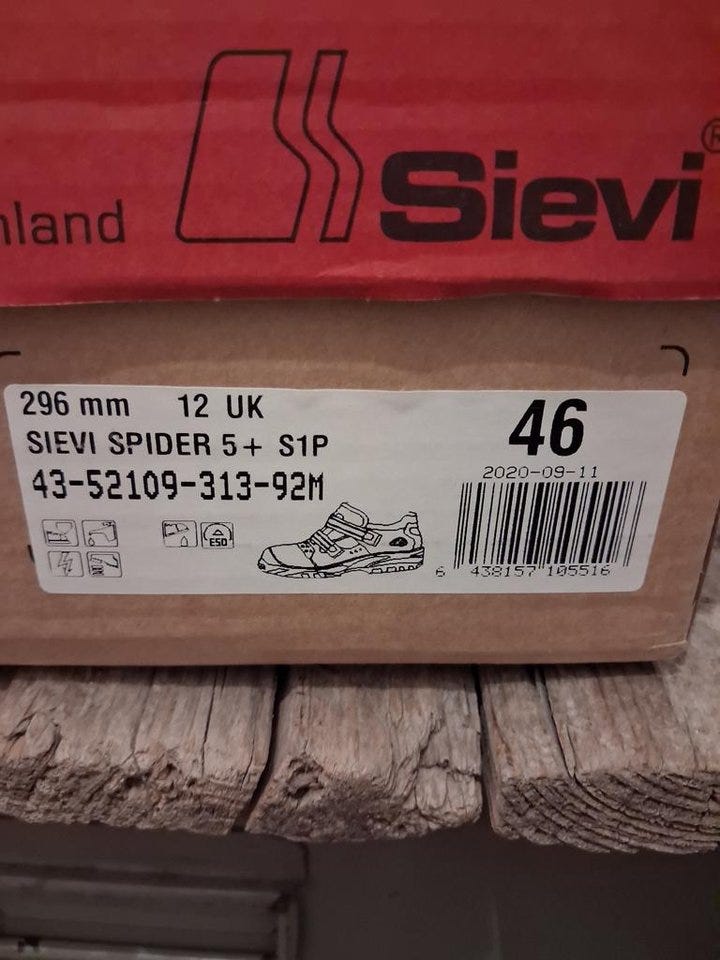 Sievi®
nland
296 mm 12 UK
SIEVI SPIDER 5+ S1P
43-52109-313-92M
46
2020-09-11
ESD
6 438157 105516